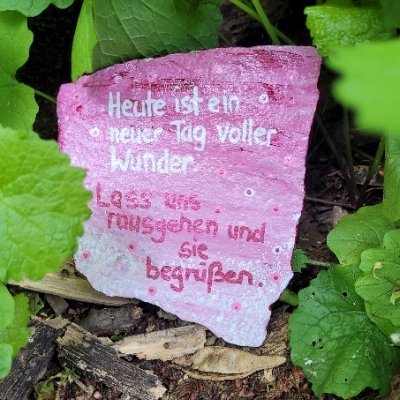 Heute ist ein
neuer Tag voller
Wunder.
Lass uns
rausgehen und
sie
begrüßen.